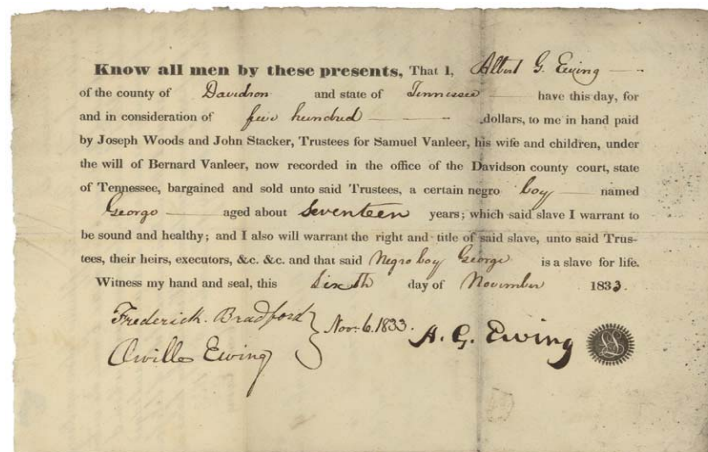 Know all men by these presents, That I, Albert G. Ewing
of the county of Davidson and state of Tennessee have this day, for
and in consideration of five hundred dollars, to me in hand paid
by Joseph Woods and John Stacker, Trustees for Samuel Vanleer, his wife and children, under
the will of Bernard Vanleer, now recorded in the office of the Davidson county court, state
of Tennessee, bargained and sold unto said Trustees, a certain negro boy named
George aged about seventeen years; which said slave I warrant to
be sound and healthy; and I also will warrant the right and title of said slave, unto said Trus-
tees, their heirs, executors, &c. &c. and that said Negro boy George is a slave for life.
Witness my hand and seal, this Sixth day of November 1833.
Frederick Bradford
Orville Ewing
Nov. 6. 1833.
A. G. Ewing